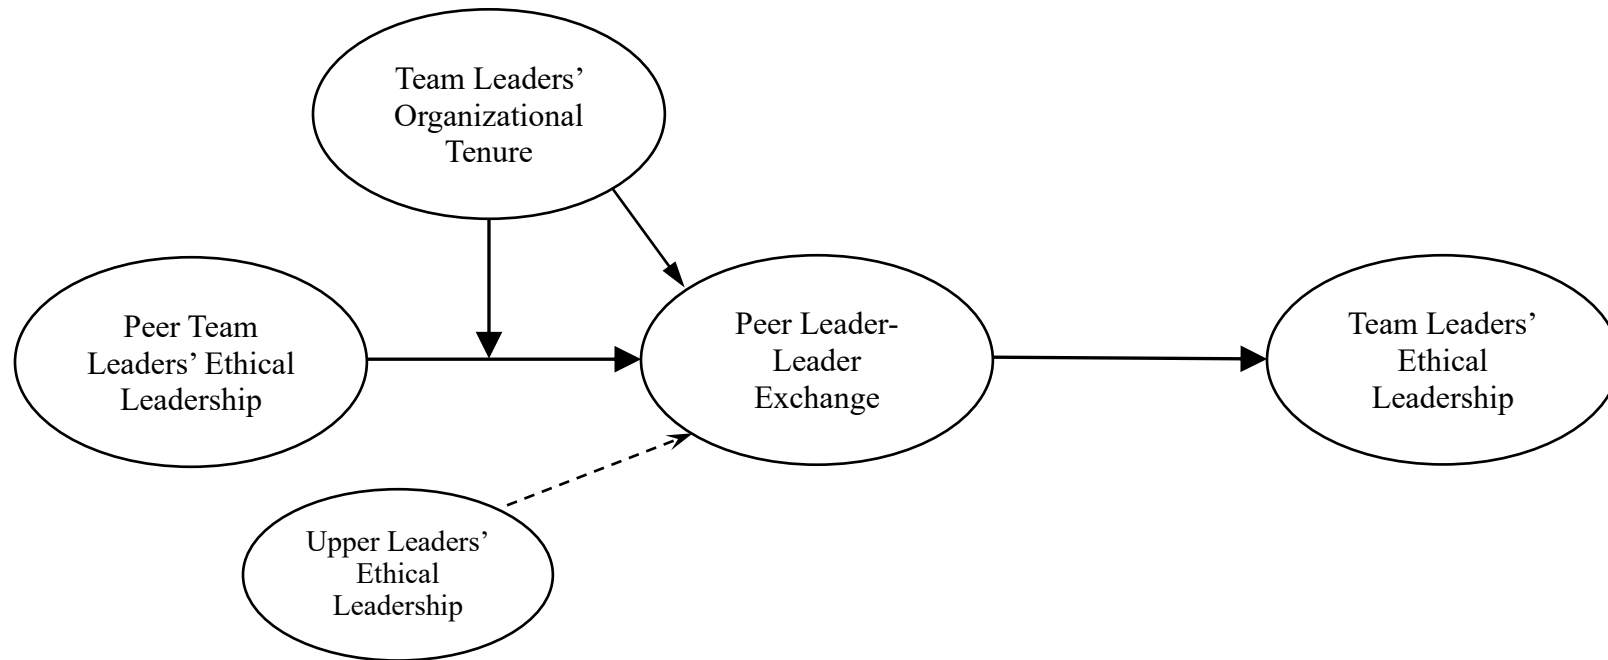 Team Leaders’
Organizational
Tenure
Peer Team
Leaders’ Ethical
Leadership
Peer Leader-
Leader
Exchange
Team Leaders’
Ethical
Leadership
Upper Leaders’
Ethical
Leadership